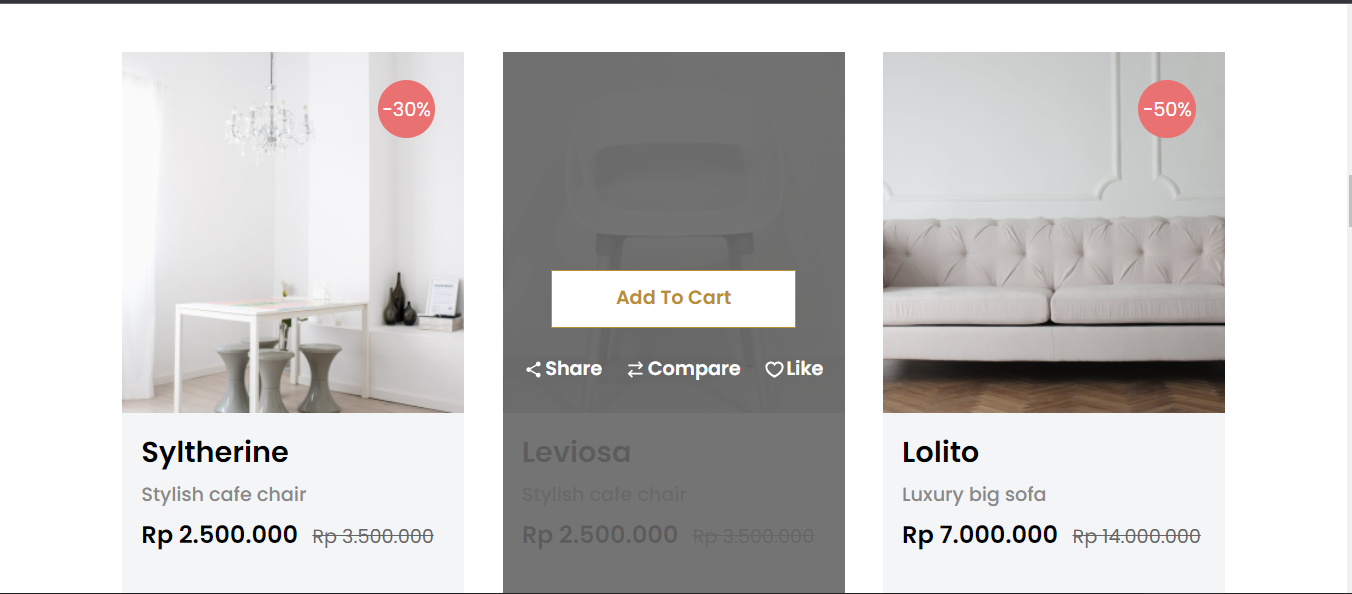 -30%
-50%
Add To Cart
Share Compare Like
Syltherine
Stylish cafe chair
Rp 2.500.000 Rp 3.500.000
Leviosa
Stylish cafe chair
Rp 2.500.000 Rp 3.500.000
Lolito
Luxury big sofa
Rp 7.000.000 Rp 14.000.000